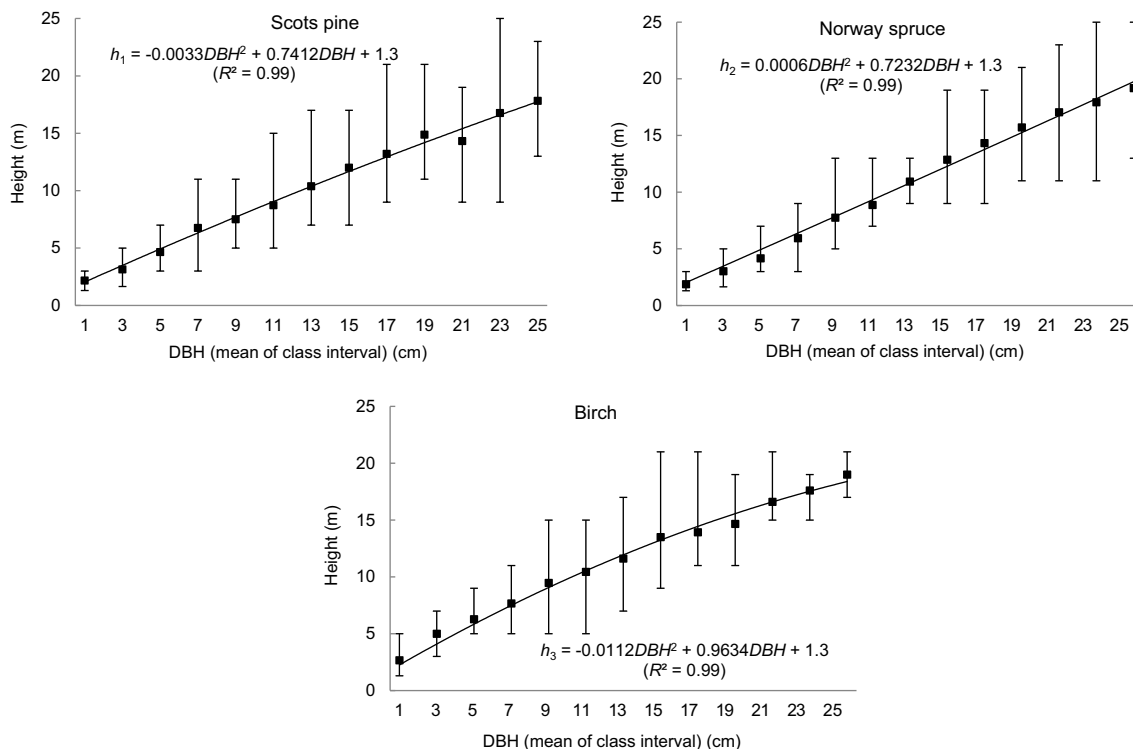 Scots pine
h₁ = -0.0033DBH² + 0.7412DBH + 1.3
(R² = 0.99)
Height (m)
25
20
15
10
5
0
1 3 5 7 9 11 13 15 17 19 21 23 25
DBH (mean of class interval) (cm)
Norway spruce
h₂ = 0.0006DBH² + 0.7232DBH + 1.3
(R² = 0.99)
Height (m)
25
20
15
10
5
0
1 3 5 7 9 11 13 15 17 19 21 23 25
DBH (mean of class interval) (cm)
Birch
Height (m)
25
20
15
10
5
0
h₃ = -0.0112DBH² + 0.9634DBH + 1.3
(R² = 0.99)
1 3 5 7 9 11 13 15 17 19 21 23 25
DBH (mean of class interval) (cm)